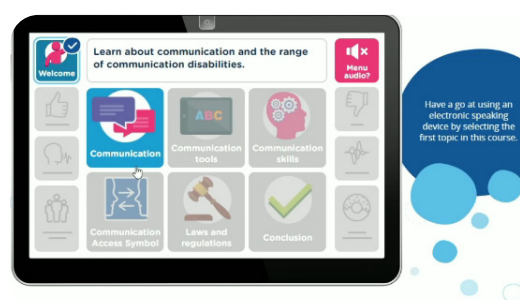 Welcome
Learn about communication and the range
of communication disabilities.
Menu
audio?
Communication
ABC
Communication
tools
Communication
skills
Communication
Access Symbol
Laws and
regulations
Conclusion
Have a go at using an
electronic speaking
device by selecting the
first topic in this course.